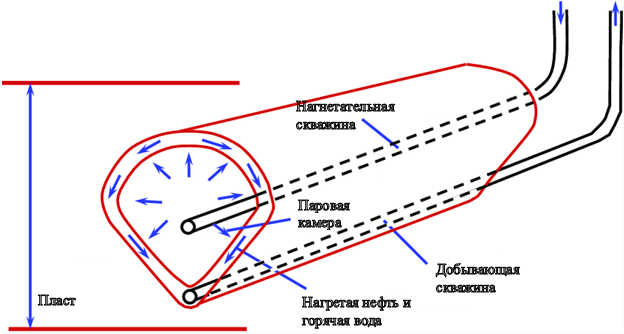 Нагнетательная
скважина
Паровая
камера
Добывающая
скважина
Пласт
Нагретая нефть и
горячая вода